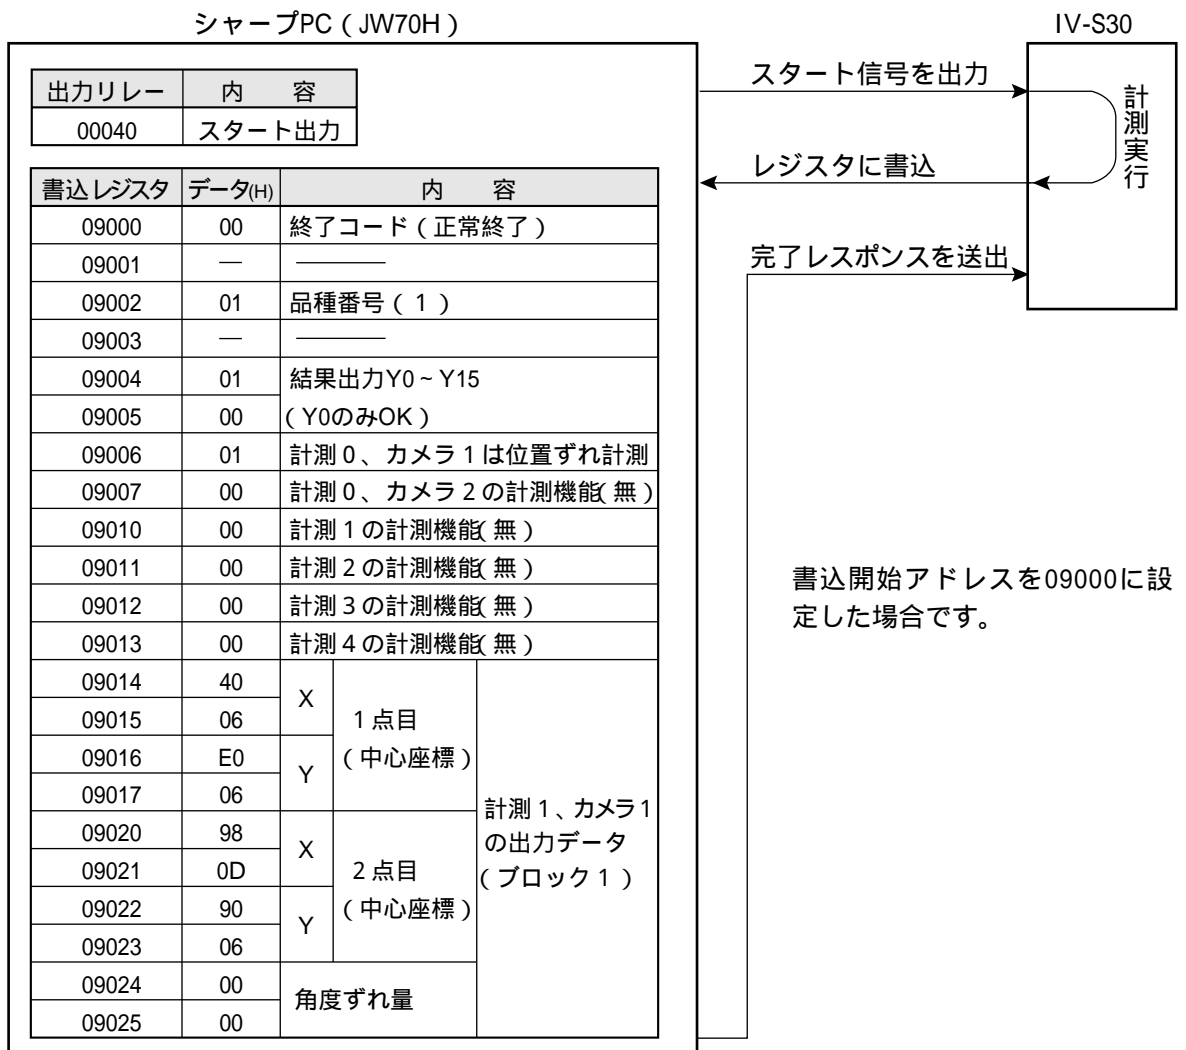 シャープPC（JW70H）
IV-S30
出力リレー 内 容
00040 スタート出力
スタート信号を出力
計測実行
レジスタに書込
完了レスポンスを送出
書込レジスタ データ(H) 内 容
09000 00 終了コード（正常終了）
09001 — ———
09002 01 品種番号（1）
09003 — ———
09004 01 結果出力Y0~Y15
09005 00 （Y0のみOK）
09006 01 計測0、カメラ1は位置ずれ計測
09007 00 計測0、カメラ2の計測機能（無）
09010 00 計測1の計測機能（無）
09011 00 計測2の計測機能（無）
09012 00 計測3の計測機能（無）
09013 00 計測4の計測機能（無）
09014 40 X
09015 06 1点目
09016 E0 Y （中心座標）
09017 06
09020 98 X
09021 0D 2点目
09022 90 Y （中心座標）
09023 06
09024 00 角度ずれ量
09025 00
計測1、カメラ1
の出力データ
（ブロック1）
書込開始アドレスを09000に設
定した場合です。